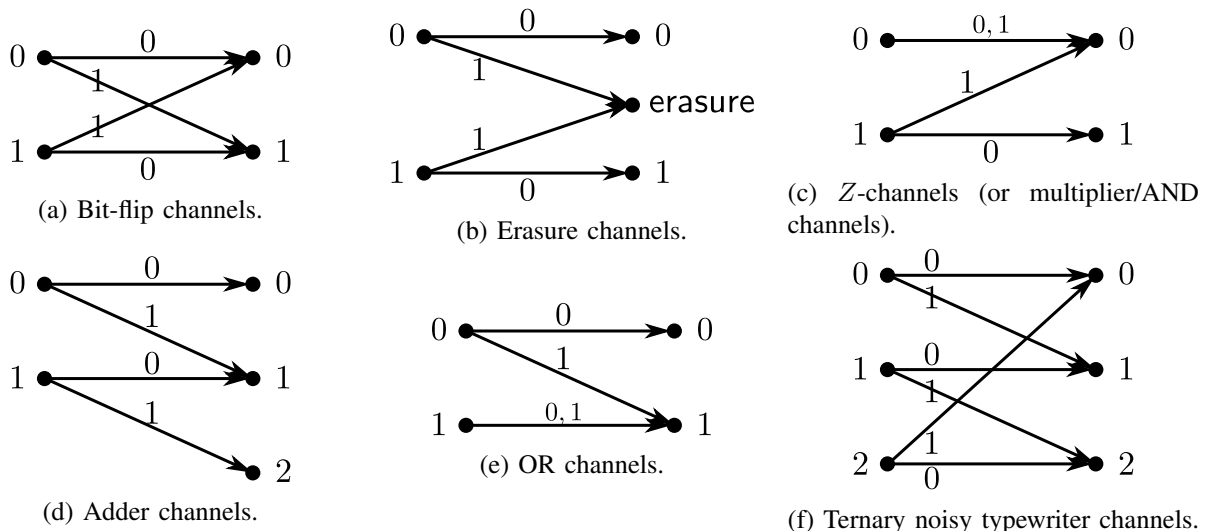 0 0 0
1
1
1 0 1
(a) Bit-flip channels.
0 0 0
1
erasure
1
1 0 1
(b) Erasure channels.
0 0, 1 0
1
1 0 1
(c) Z-channels (or multiplier/AND
channels).
0 0 0
1
1 0 1
1
2
(d) Adder channels.
0 0 0
1
1 0, 1 1
(e) OR channels.
0 0 0
1
1 0 1
1
1
2 0 2
(f) Ternary noisy typewriter channels.